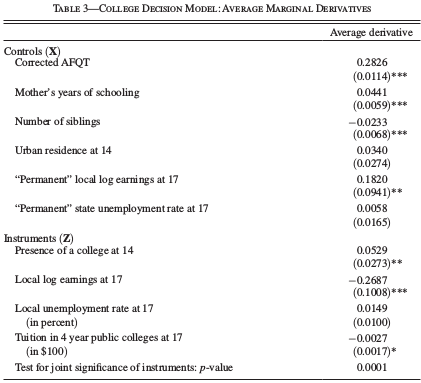 TABLE 3—COLLEGE DECISION MODEL: AVERAGE MARGINAL DERIVATIVES
Average derivative
Controls (X)
Corrected AFQT 0.2826
(0.0114)***
Mother's years of schooling 0.0441
(0.0059)***
Number of siblings −0.0233
(0.0068)***
Urban residence at 14 0.0340
(0.0274)
“Permanent” local log earnings at 17 0.1820
(0.0941)**
“Permanent” state unemployment rate at 17 0.0058
(0.0165)
Instruments (Z)
Presence of a college at 14 0.0529
(0.0273)**
Local log earnings at 17 −0.2687
(0.1008)***
Local unemployment rate at 17 0.0149
(in percent) (0.0100)
Tuition in 4 year public colleges at 17 −0.0027
(in $100) (0.0017)*
Test for joint significance of instruments: p-value 0.0001